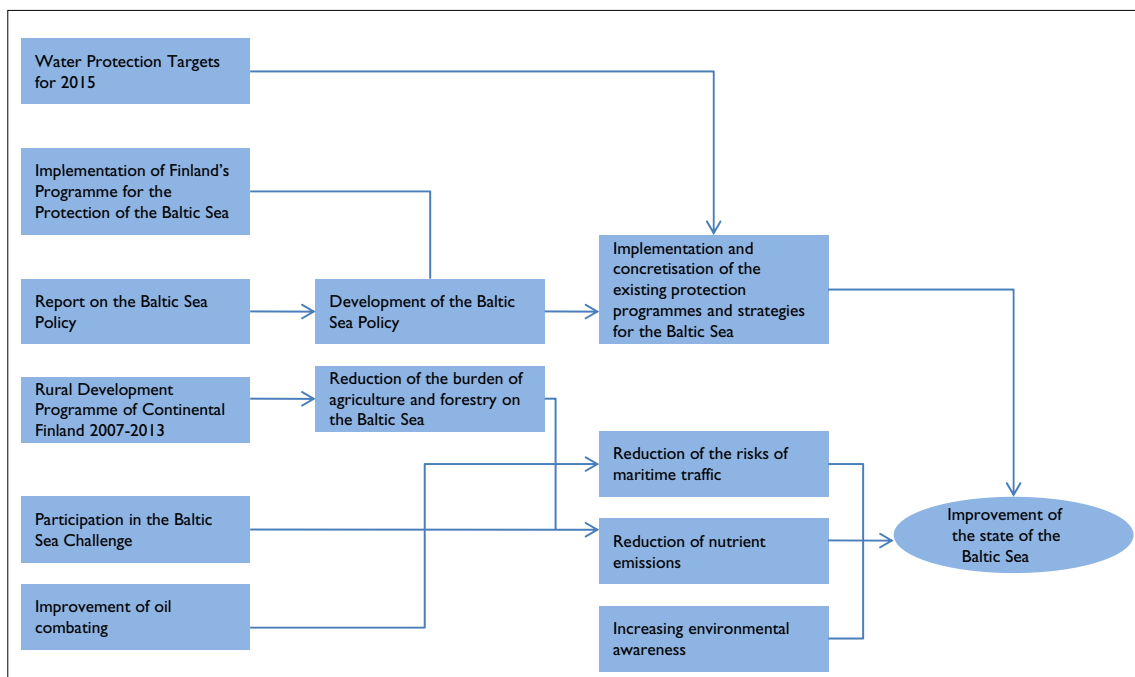 Water Protection Targets
for 2015
Implementation of Finland’s
Programme for the
Protection of the Baltic Sea
Report on the Baltic Sea
Policy
Development of the Baltic
Sea Policy
Implementation and
concretisation of the
existing protection
programmes and strategies
for the Baltic Sea
Rural Development
Programme of Continental
Finland 2007-2013
Reduction of the burden of
agriculture and forestry on
the Baltic Sea
Reduction of the risks of
maritime traffic
Participation in the Baltic
Sea Challenge
Reduction of nutrient
emissions
Improvement of
the state of the
Baltic Sea
Improvement of oil
combating
Increasing environmental
awareness